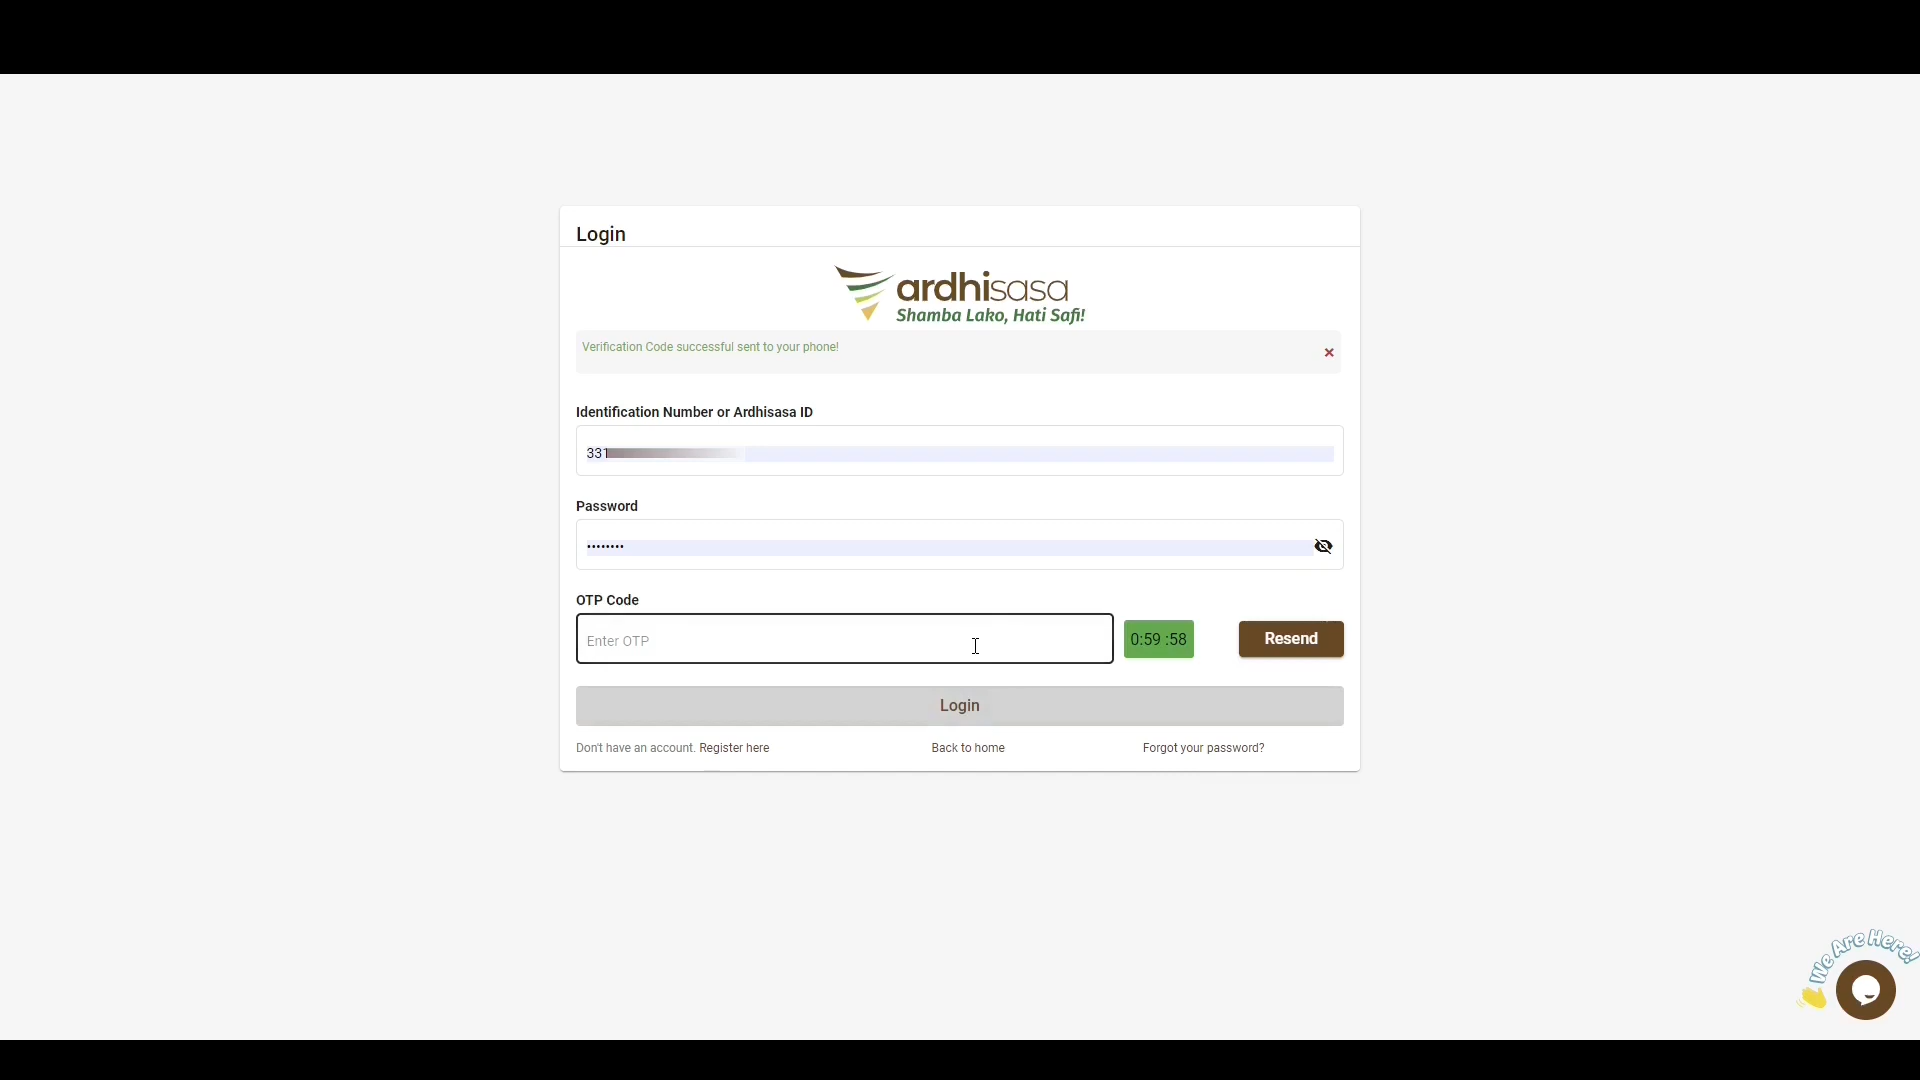 Login
ardhisasa
Shamba Lako, Hati Safi!
Verification Code successful sent to your phone!
Identification Number or Ardhisasa ID
331
Password
••••••••
OTP Code
Enter OTP
0:59 :58
Resend
Login
Don't have an account. Register here
Back to home
Forgot your password?
We Are Here!